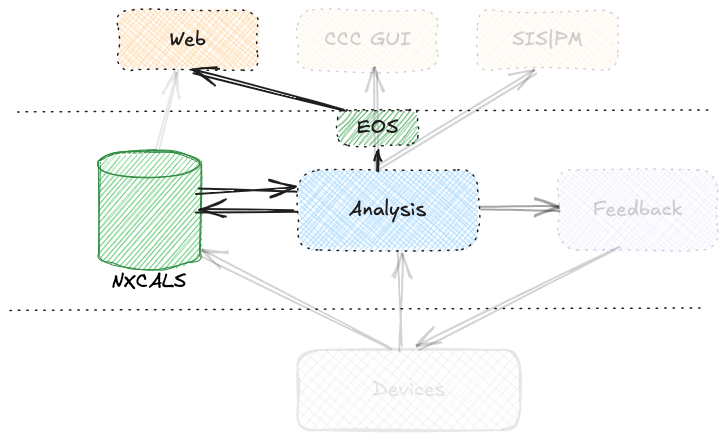 Web
CCC GUI
SIS|PM
EOS
Analysis
Feedback
NXCALS
Devices